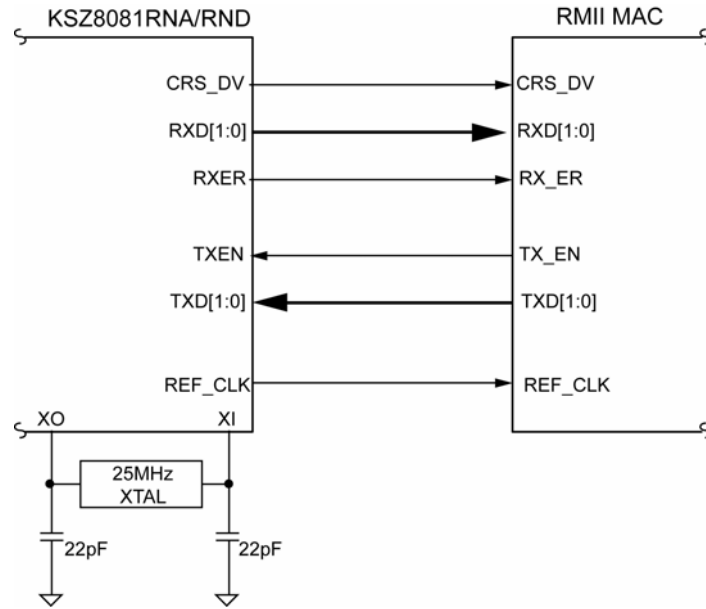 KSZ8081RNA/RND
RMII MAC
CRS_DV
CRS_DV
RXD[1:0]
RXD[1:0]
RXER
RX_ER
TXEN
TX_EN
TXD[1:0]
TXD[1:0]
REF_CLK
REF_CLK
XO
XI
25MHz
XTAL
22pF
22pF